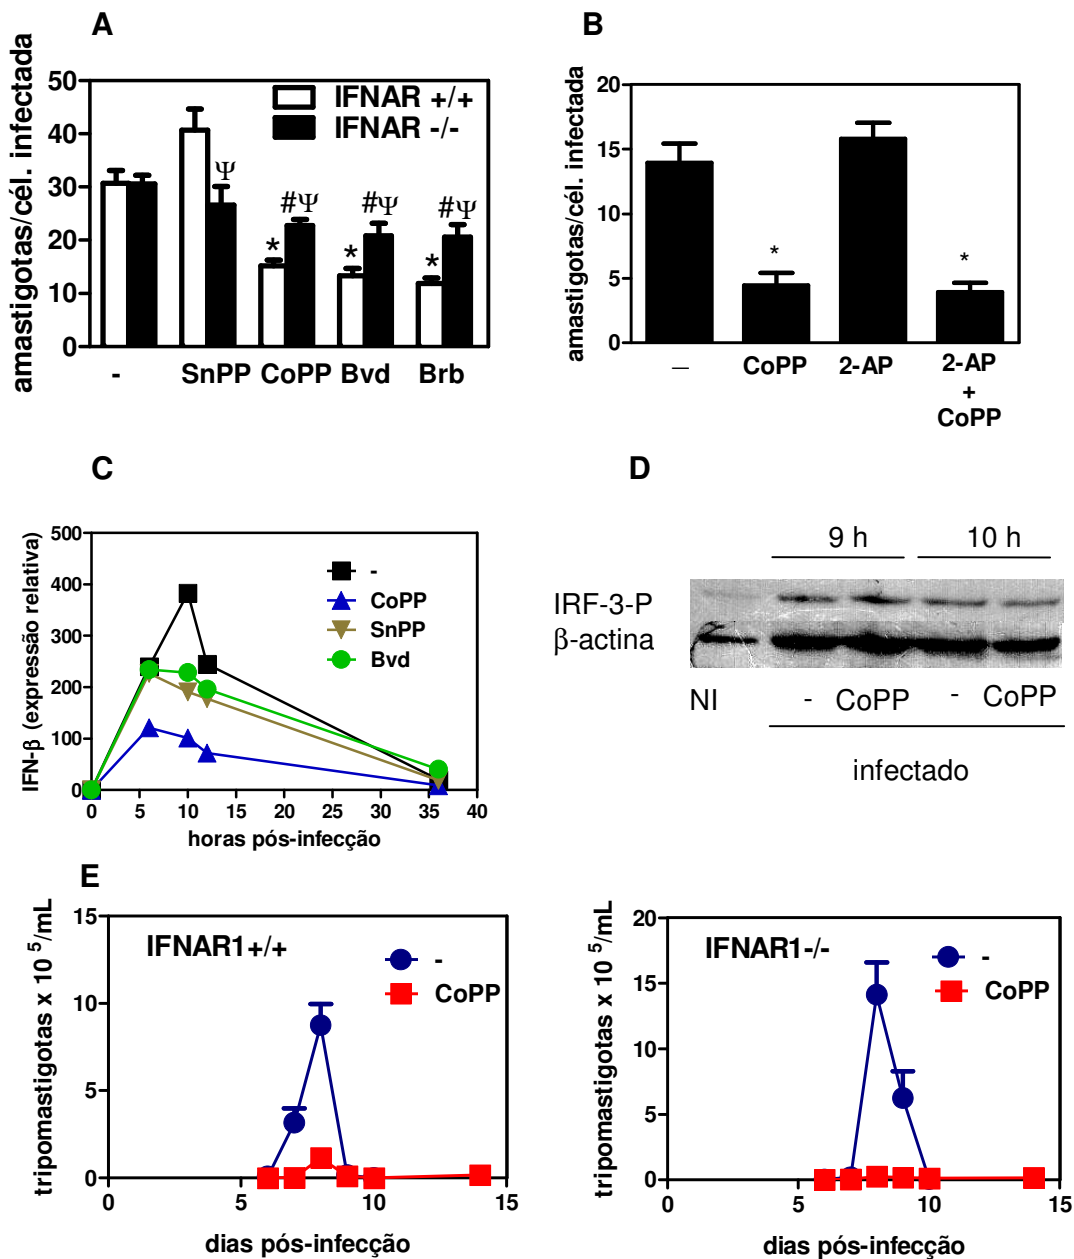 A
amastigotas/cél. infectada
50
40
30
20
10
0
IFNAR +/+
IFNAR -/-
Ψ
#Ψ
#Ψ
#Ψ
*
*
*
-
SnPP
CoPP
Bvd
Brb
B
amastigotas/cél. infectada
20
15
10
5
0
*
*
–
CoPP
2-AP
2-AP
+
CoPP
C
IFN-β (expressão relativa)
500
400
300
200
100
0
-
CoPP
SnPP
Bvd
0 5 10 15 20 25 30 35 40
horas pós-infecção
D
9 h
10 h
IRF-3-P
β-actina
NI
- CoPP
- CoPP
infectado
E
tripomastigotas x 10 5/mL
15
10
5
0
IFNAR1+/+
-
CoPP
0 5 10 15
dias pós-infecção
tripomastigotas x 10 5/mL
20
15
10
5
0
IFNAR1-/-
-
CoPP
0 5 10 15
dias pós-infecção